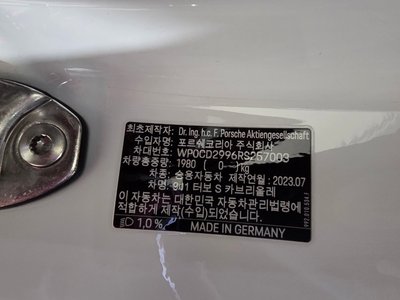 최초제작자: Dr. Ing. h.c. F. Porsche Aktiengesellschaft
수입자명: 포르쉐코리아 주식회사
차대번호: WP0CD2996RS257003
차량총중량: 1980 ( 0 )kg
차종: 승용자동차 제작연월: 2023.07
차명: 911 터보 S 카브리올레
이 자동차는 대한민국 자동차관리법령에
적합하게 제작(수입)되었습니다.
1,0% MADE IN GERMANY